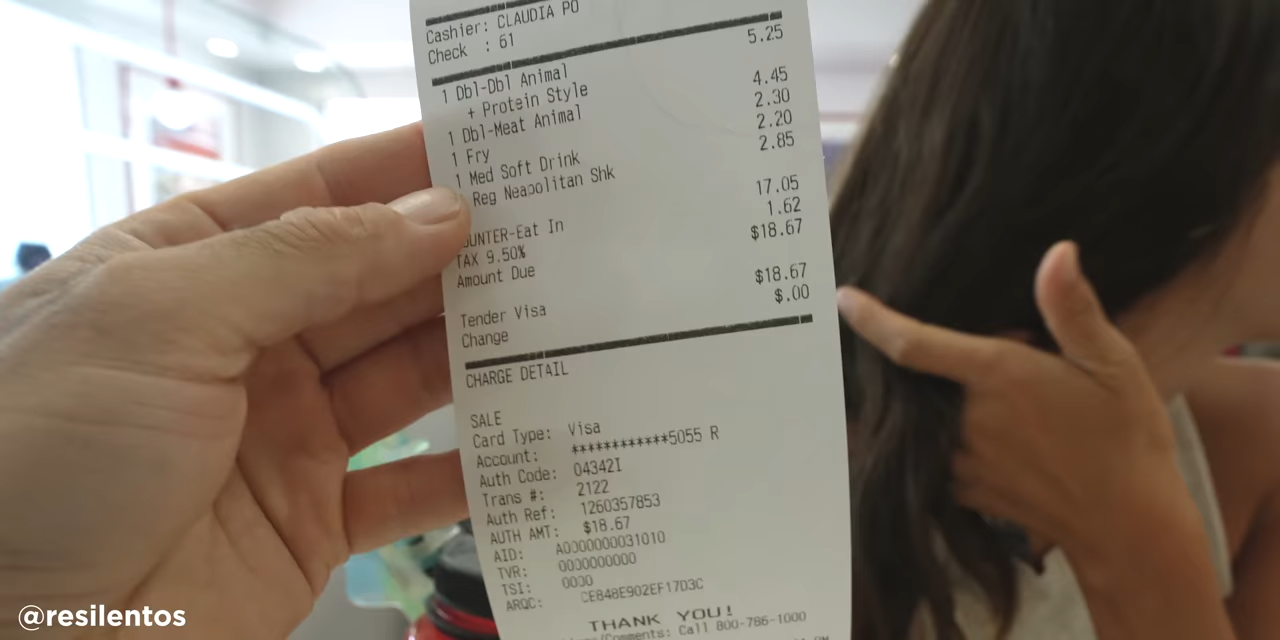 Cashier: CLAUDIA PO
Check : 61
1 Dbl-Dbl Animal 5.25
+ Protein Style
1 Dbl-Meat Animal 4.45
1 Fry 2.30
1 Med Soft Drink 2.20
Reg Neapolitan Shk 2.85
UNTER-Eat In 17.05
TAX 9.50% 1.62
Amount Due $18.67
Tender Visa $18.67
Change $.00
CHARGE DETAIL
SALE
Card Type: Visa
Account: ************5055 R
Auth Code: 04342I
Trans #: 2122
Auth Ref: 1260357853
AUTH AMT: $18.67
AID: A0000000031010
TVR: 0000000000
TSI: 0000
ARQC: CE848E902EF17D3C
THANK YOU!
/Comments: Call 800-786-1000
@resilentos